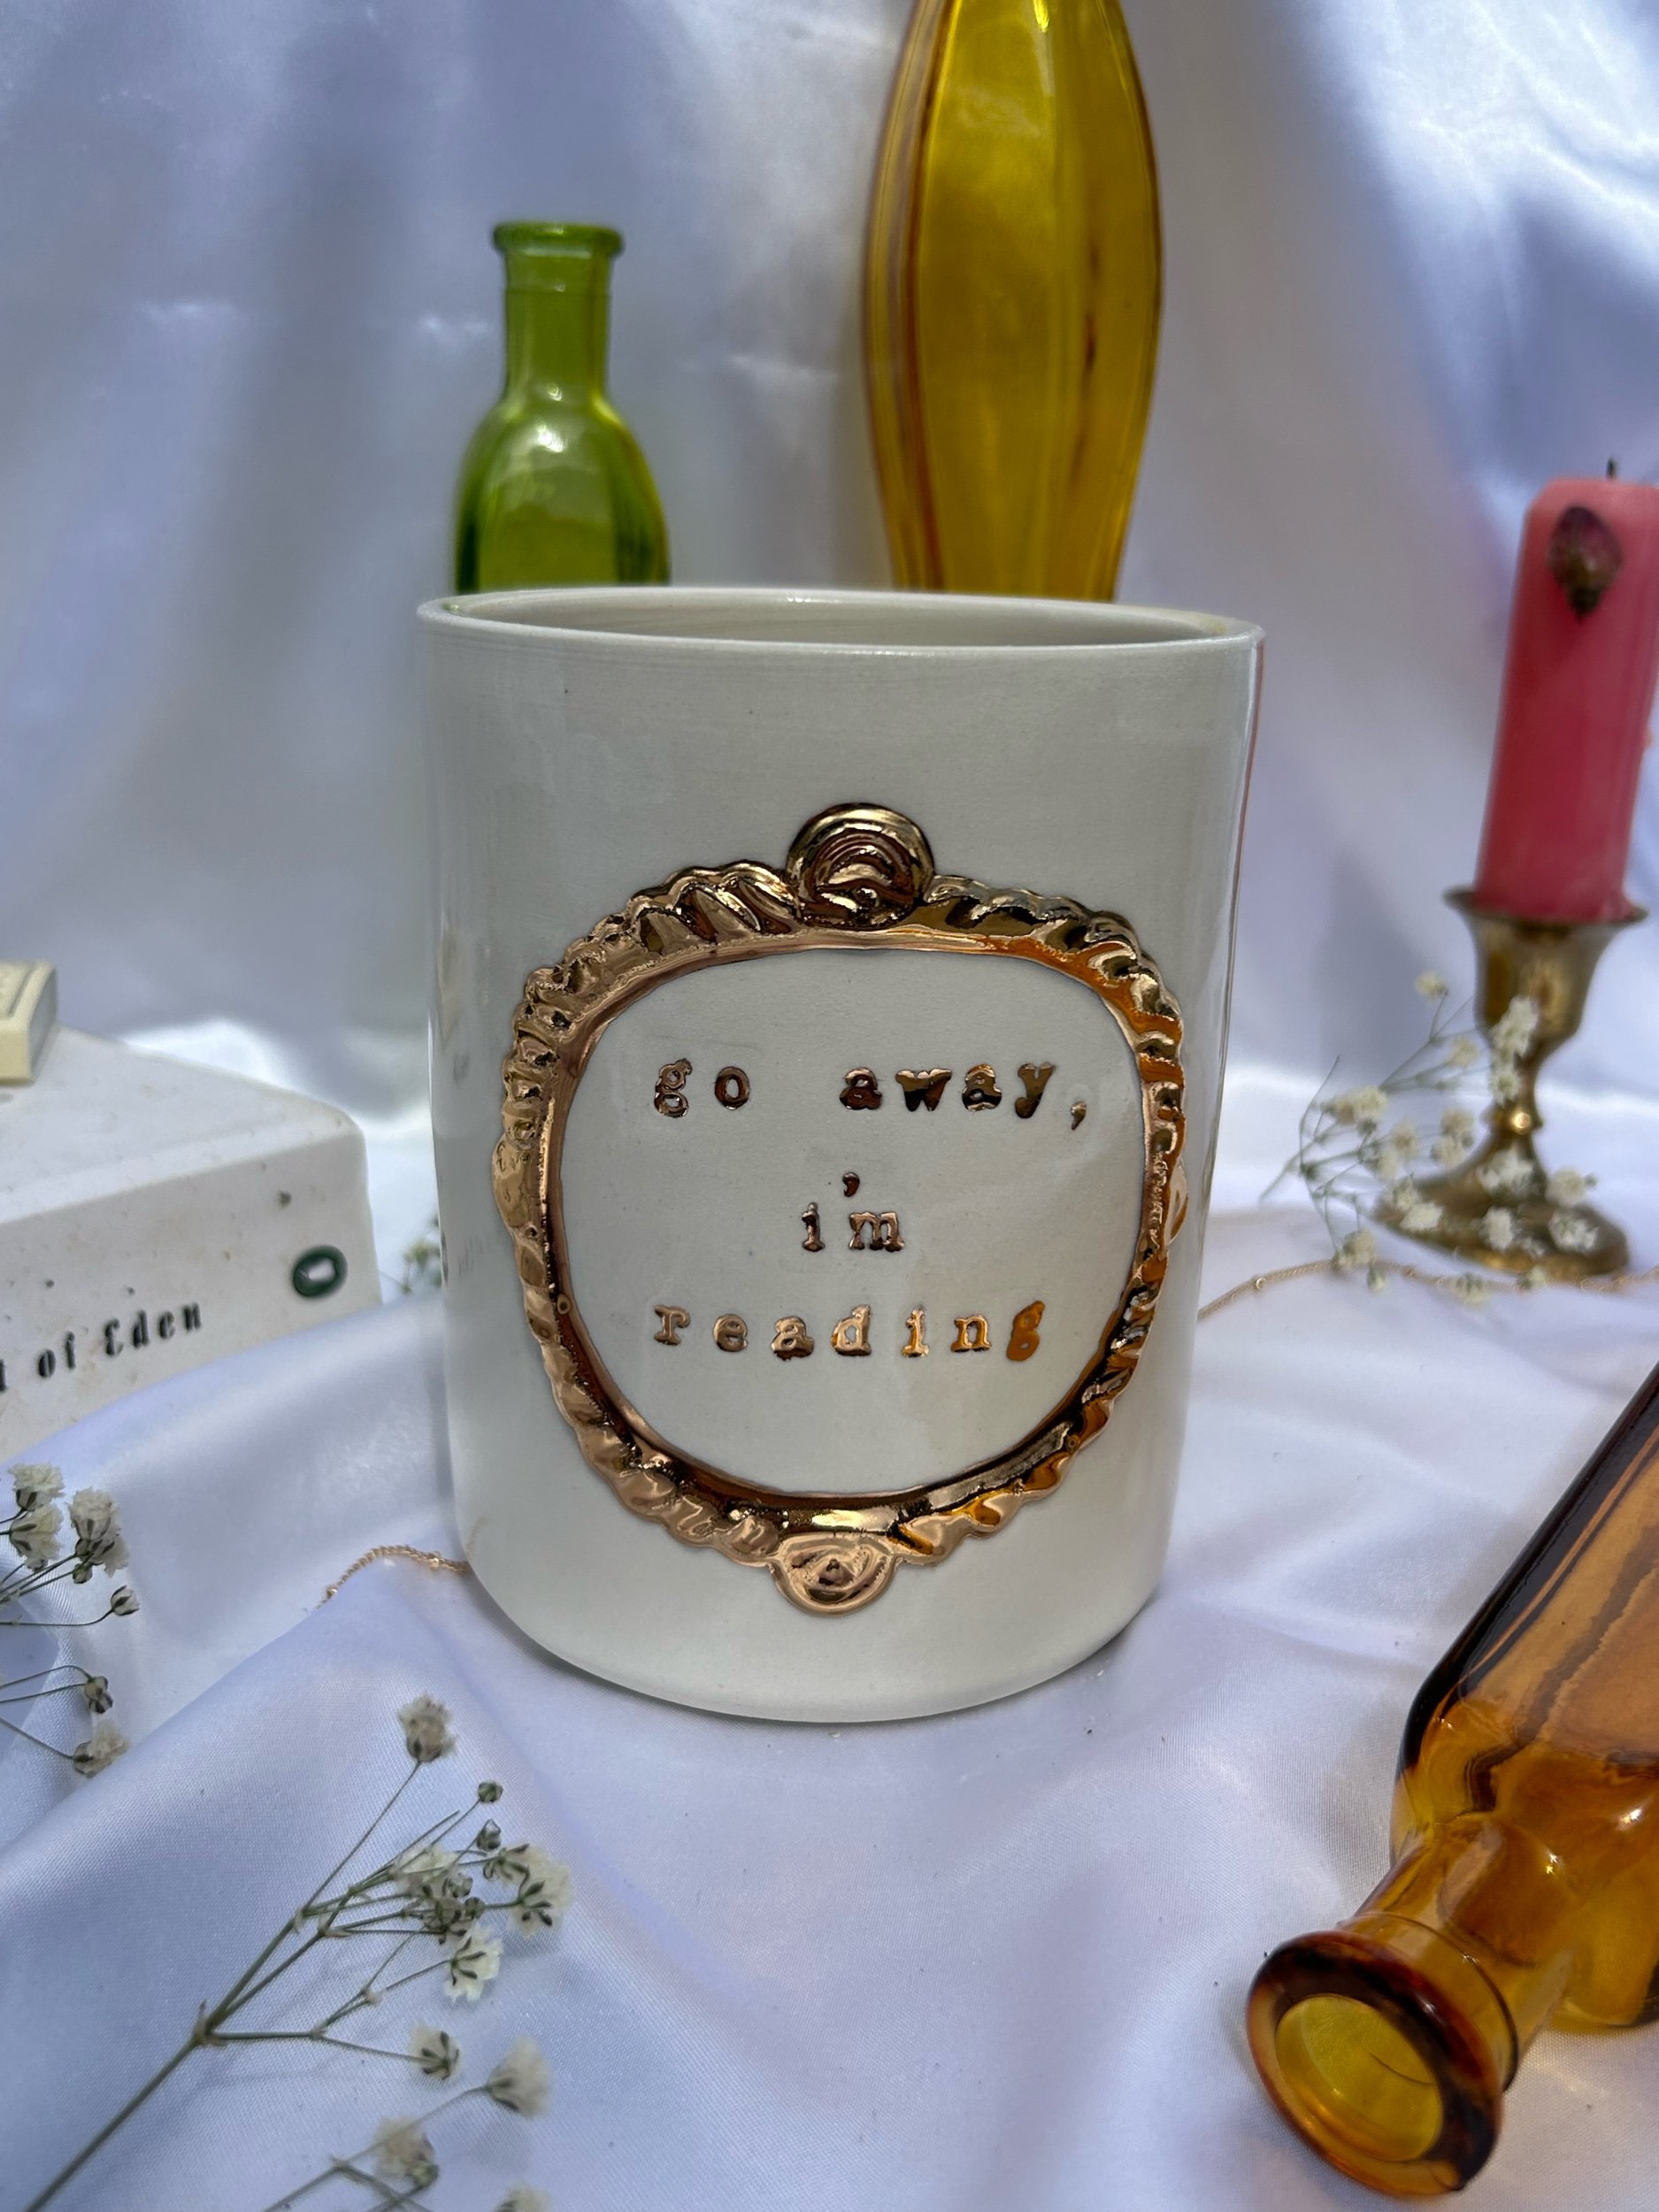 go away,
i'm
reading
of Eden